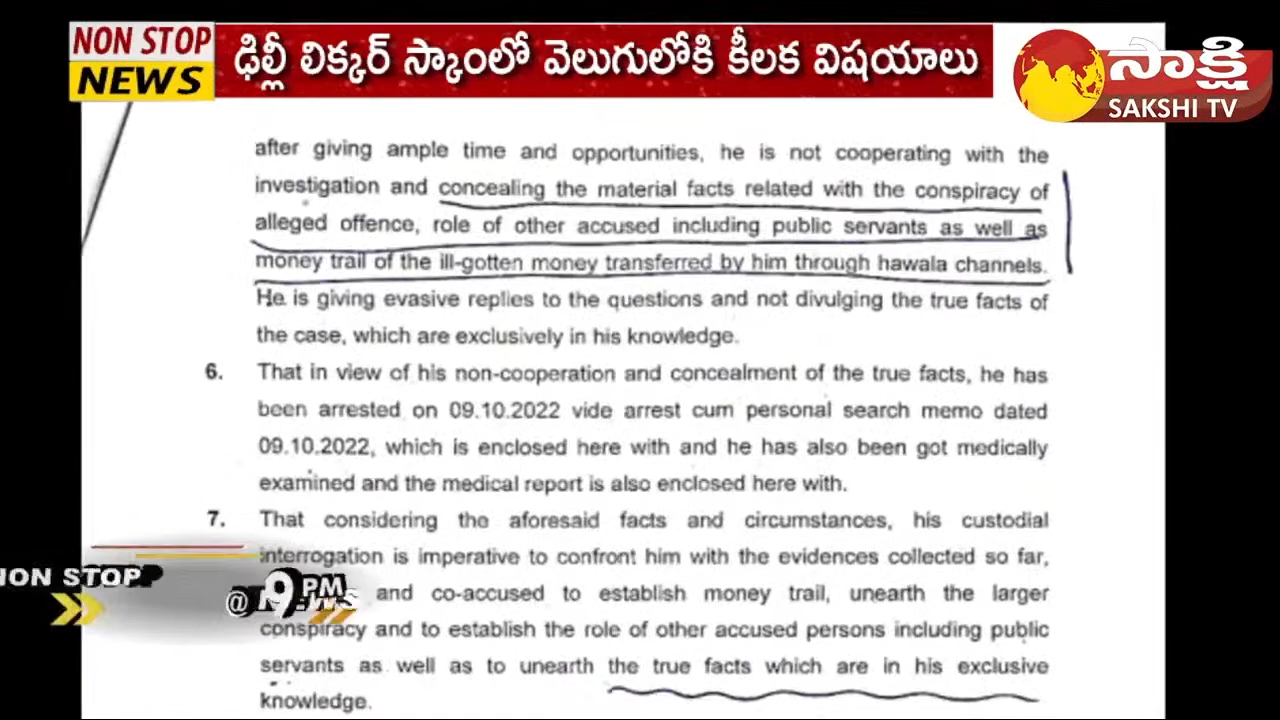 NON STOP
NEWS
ఢిల్లీ లిక్కర్ స్కాంలో వెలుగులోకి కీలక విషయాలు
సాక్షి
SAKSHI TV
after giving ample time and opportunities, he is not cooperating with the
investigation and concealing the material facts related with the conspiracy of
alleged offence, role of other accused including public servants as well as
money trail of the ill-gotten money transferred by him through hawala channels.
He is giving evasive replies to the questions and not divulging the true facts of
the case, which are exclusively in his knowledge.
6. That in view of his non-cooperation and concealment of the true facts, he has
been arrested on 09.10.2022 vide arrest cum personal search memo dated
09.10.2022, which is enclosed here with and he has also been got medically
examined and the medical report is also enclosed here with.
7. That considering the aforesaid facts and circumstances, his custodial
interrogation is imperative to confront him with the evidences collected so far,
and co-accused to establish money trail, unearth the larger
conspiracy and to establish the role of other accused persons including public
servants as well as to unearth the true facts which are in his exclusive
knowledge.
NON STOP
@ 9 PM